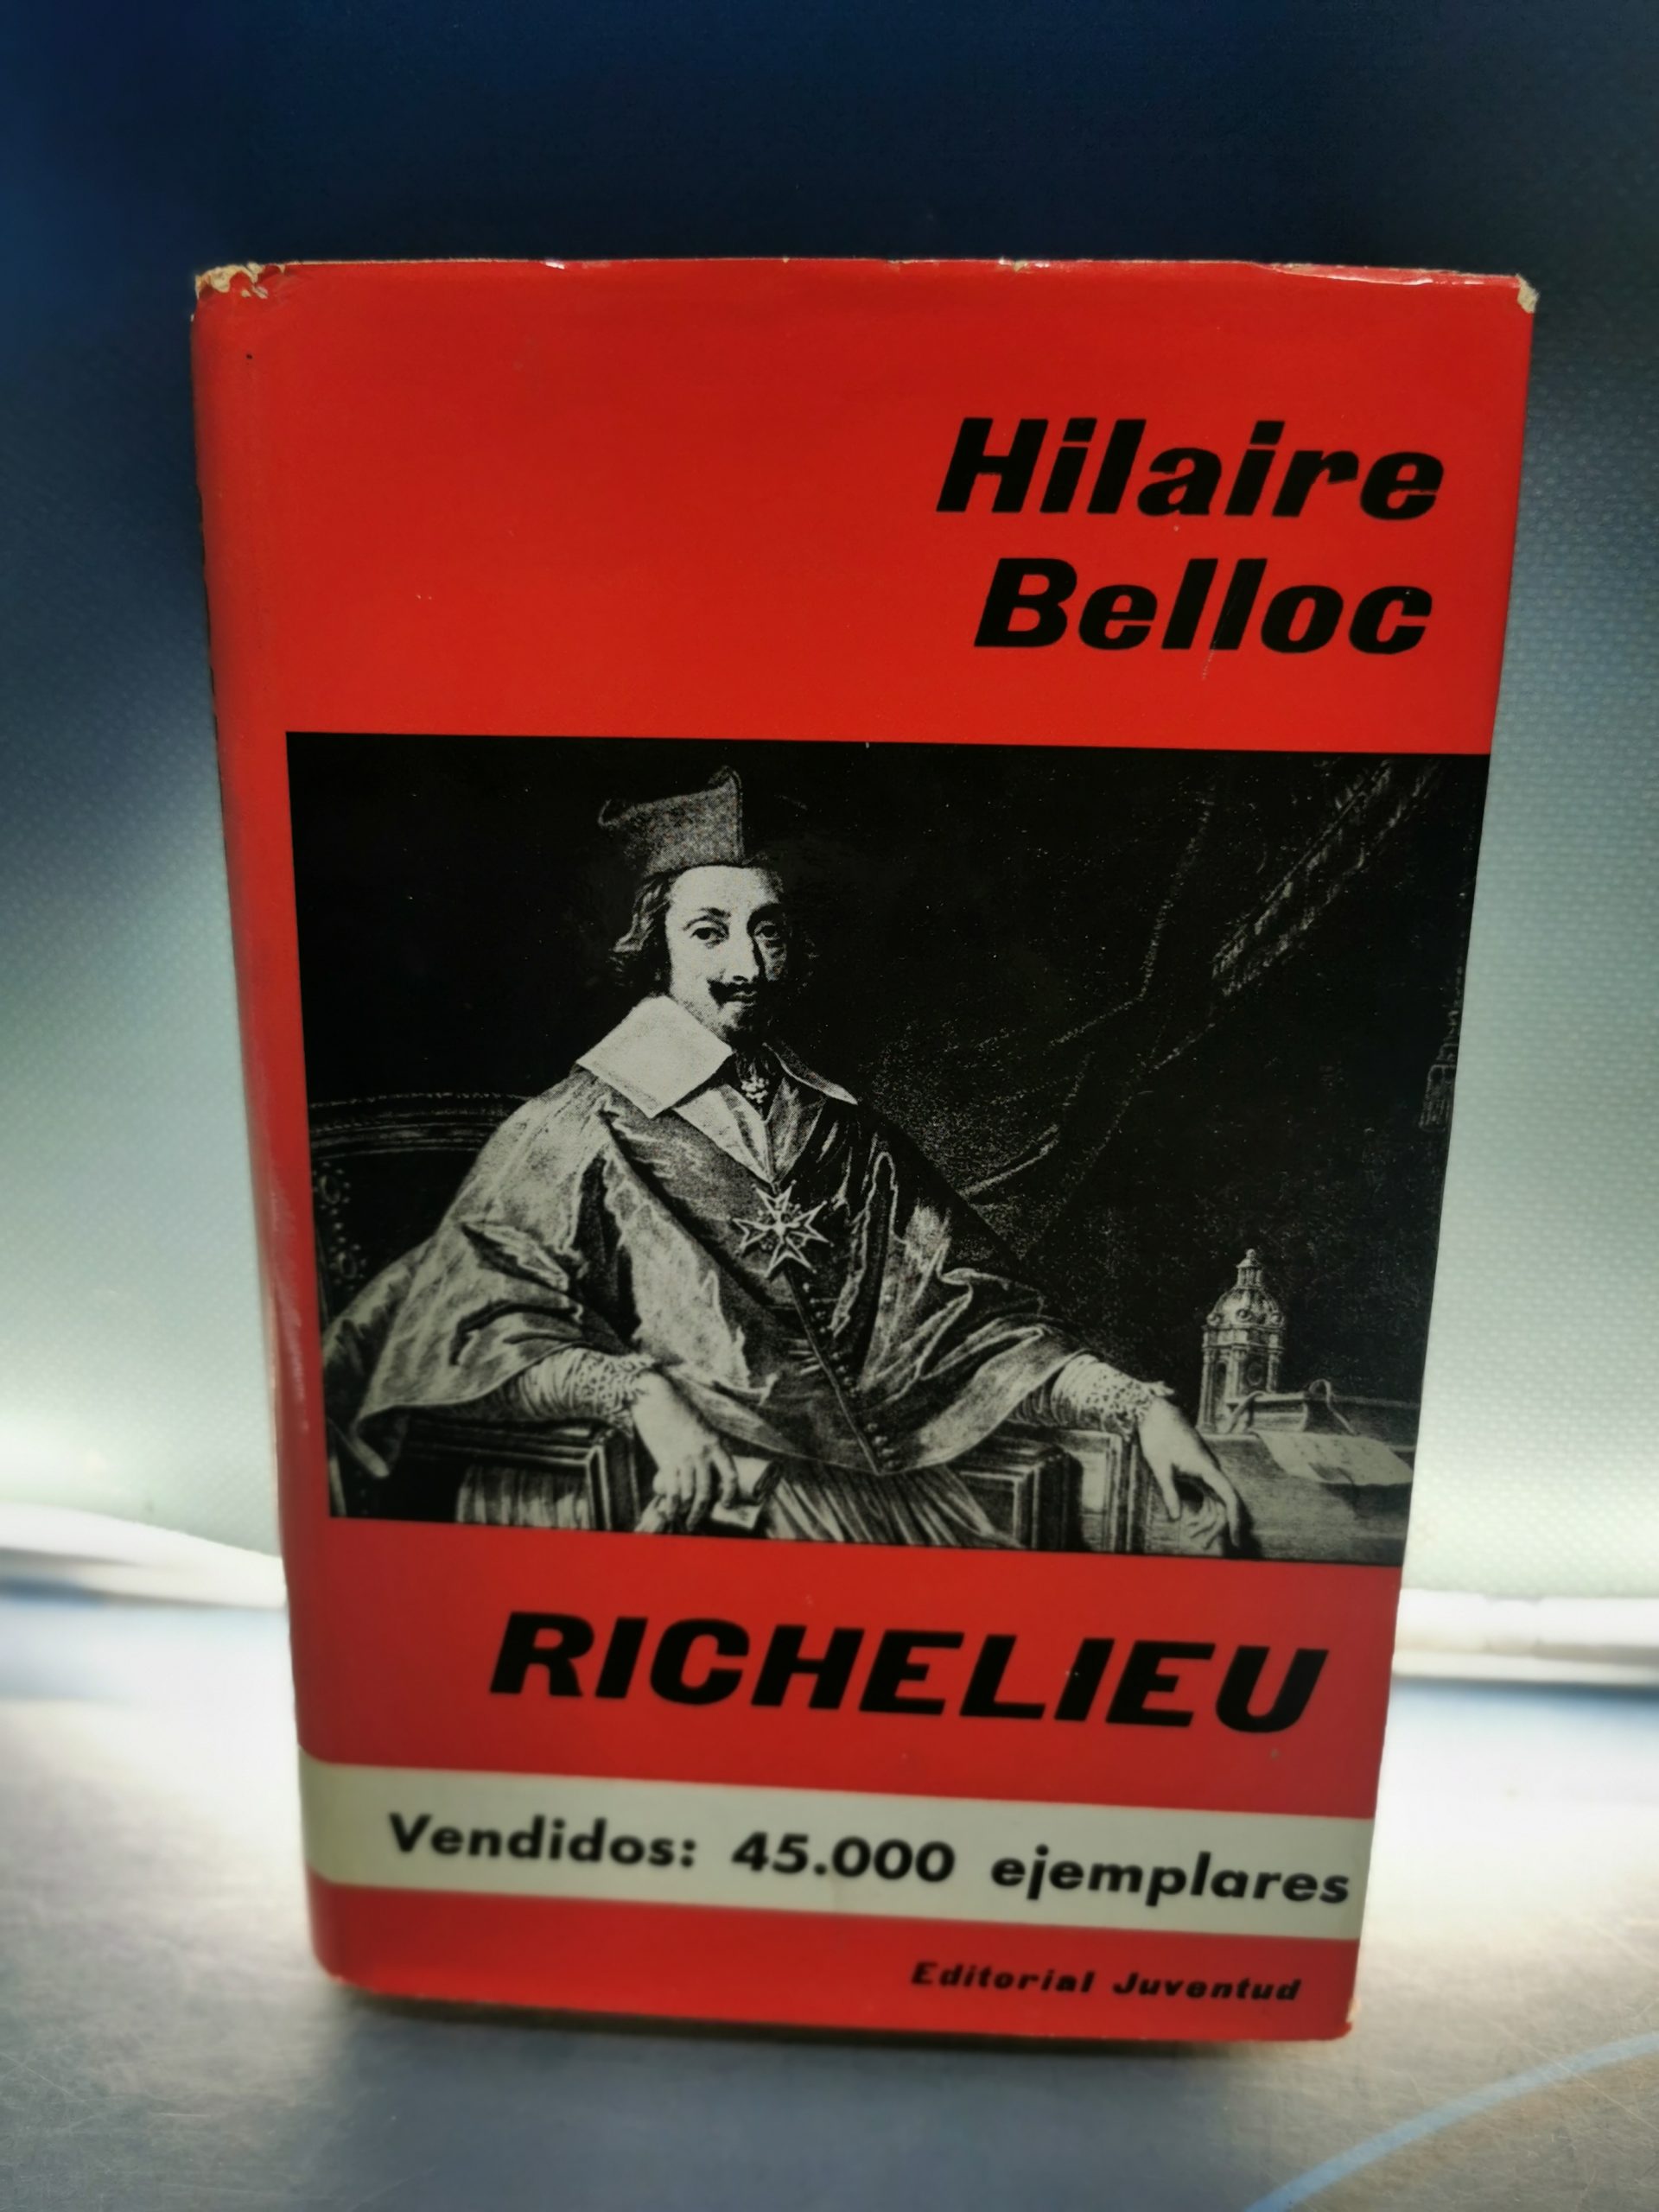 Hilaire
Belloc
RICHELIEU
Vendidos: 45.000 ejemplares
Editorial Juventud